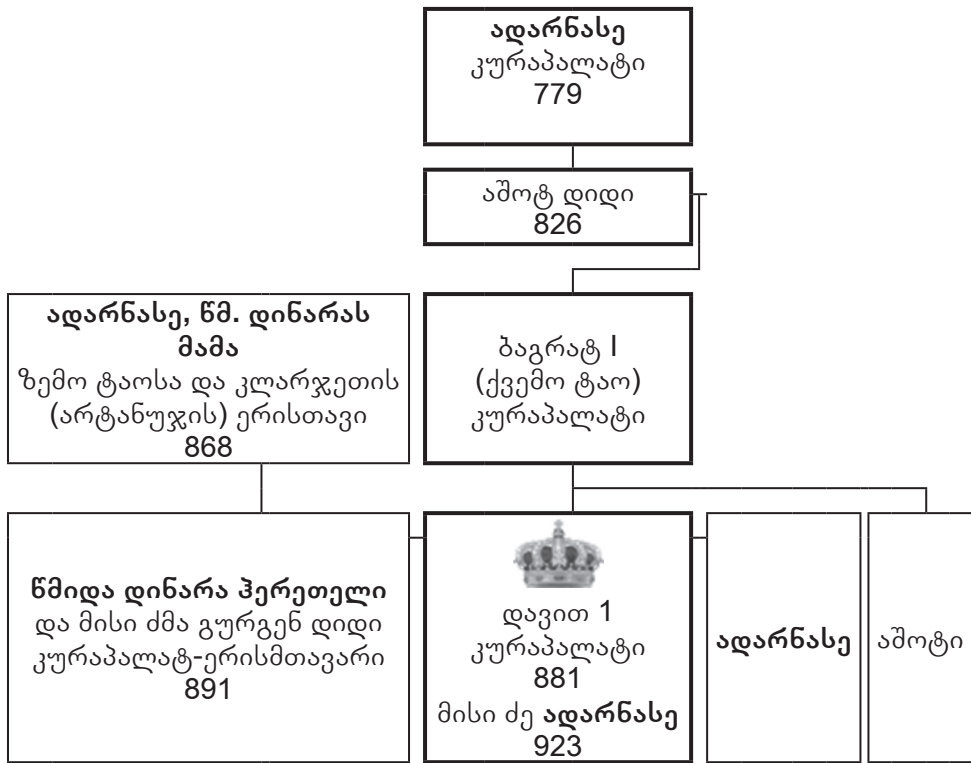 ადარნასე
კურაპალატი
779
აშოტ დიდი
826
ადარნასე, წმ. დინარას
მამა
ზემო ტაოსა და კლარჯეთის
(არტანუჯის) ერისთავი
868
ბაგრატ I
(ქვემო ტაო)
კურაპალატი
წმიდა დინარა ჰერეთელი
და მისი ძმა გურგენ დიდი
კურაპალატ-ერისმთავარი
891
დავით 1
კურაპალატი
881
მისი ძე ადარნასე
923
ადარნასე
აშოტი